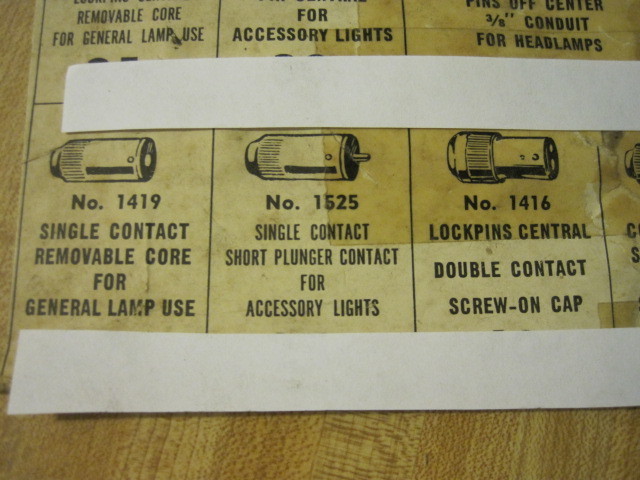 REMOVABLE CORE
FOR GENERAL LAMP USE
FOR
ACCESSORY LIGHTS
PINS OFF CENTER
3/8" CONDUIT
FOR HEADLAMPS
No. 1419
SINGLE CONTACT
REMOVABLE CORE
FOR
GENERAL LAMP USE
No. 1525
SINGLE CONTACT
SHORT PLUNGER CONTACT
FOR
ACCESSORY LIGHTS
No. 1416
LOCKPINS CENTRAL
DOUBLE CONTACT
SCREW-ON CAP